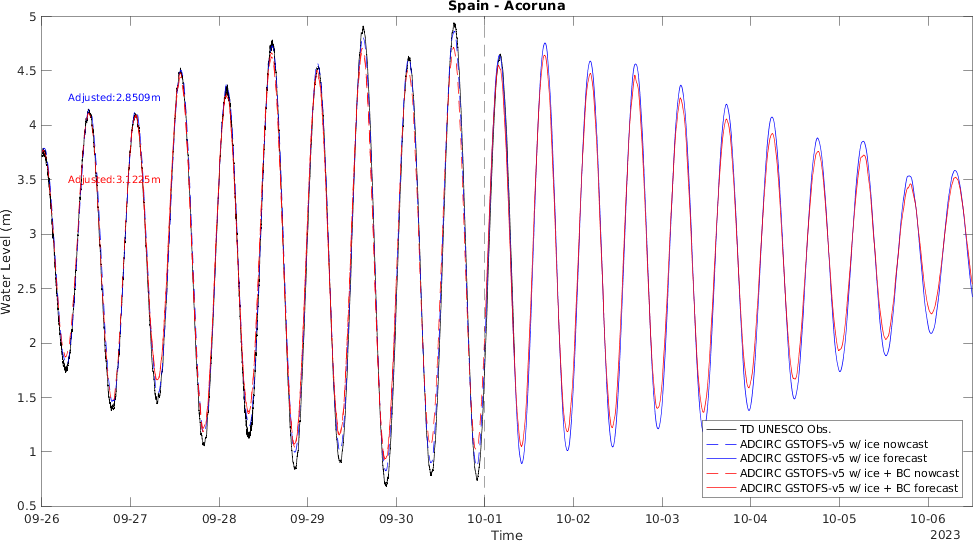 Spain - Acoruna
5
4.5
4
3.5
3
2.5
2
1.5
1
0.5
Water Level (m)
Adjusted:2.8509m
Adjusted:3.1225m
TD UNESCO Obs.
ADCIRC GSTOFS-v5 w/ ice nowcast
ADCIRC GSTOFS-v5 w/ ice forecast
ADCIRC GSTOFS-v5 w/ ice + BC nowcast
ADCIRC GSTOFS-v5 w/ ice + BC forecast
09-26 09-27 09-28 09-29 09-30 10-01 10-02 10-03 10-04 10-05 10-06
Time
2023